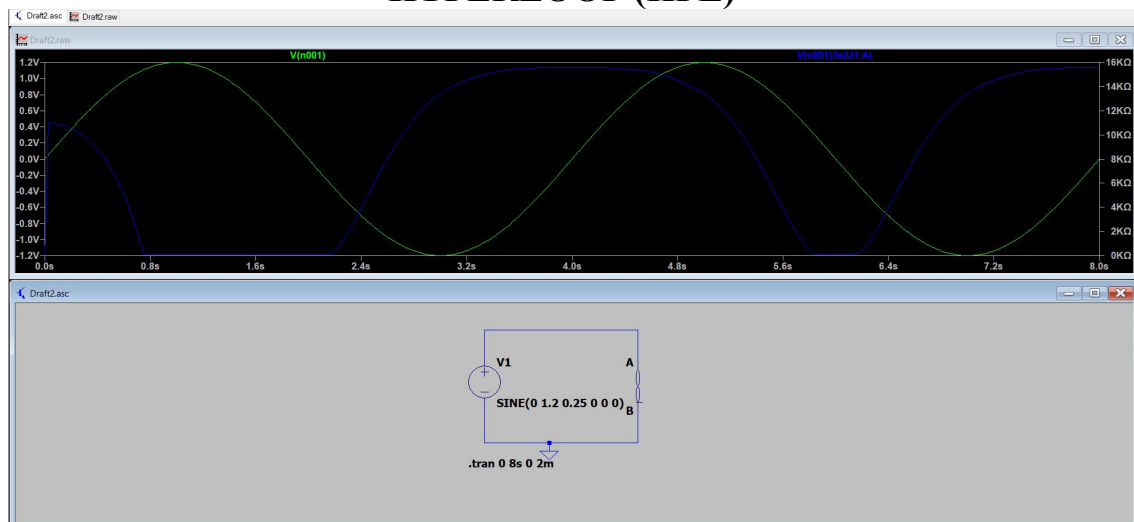 Draft2.asc Draft2.raw
Draft2.raw
V(n001) V(n001)/Ix(U1:A)
1.2V 16KΩ
1.0V 14KΩ
0.8V
0.6V 12KΩ
0.4V
0.2V 10KΩ
0.0V 8KΩ
-0.2V
-0.4V 6KΩ
-0.6V 4KΩ
-0.8V
-1.0V 2KΩ
-1.2V 0KΩ
0.0s 0.8s 1.6s 2.4s 3.2s 4.0s 4.8s 5.6s 6.4s 7.2s 8.0s
Draft2.asc
V1 A
SINE(0 1.2 0.25 0 0 0) B
.tran 0 8s 0 2m